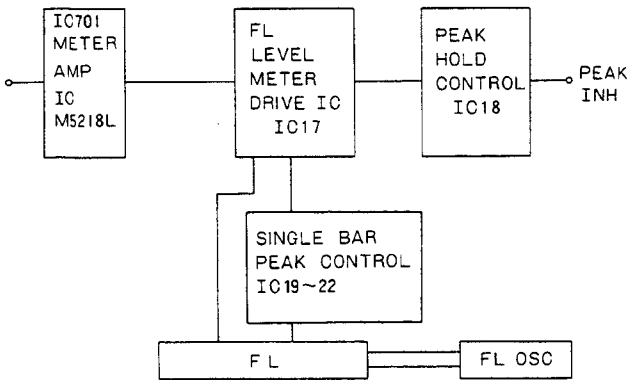 IC701
METER
AMP
IC
M5218L
FL
LEVEL
METER
DRIVE IC
IC17
PEAK
HOLD
CONTROL
IC18
PEAK
INH
SINGLE BAR
PEAK CONTROL
IC19~22
FL
FL OSC